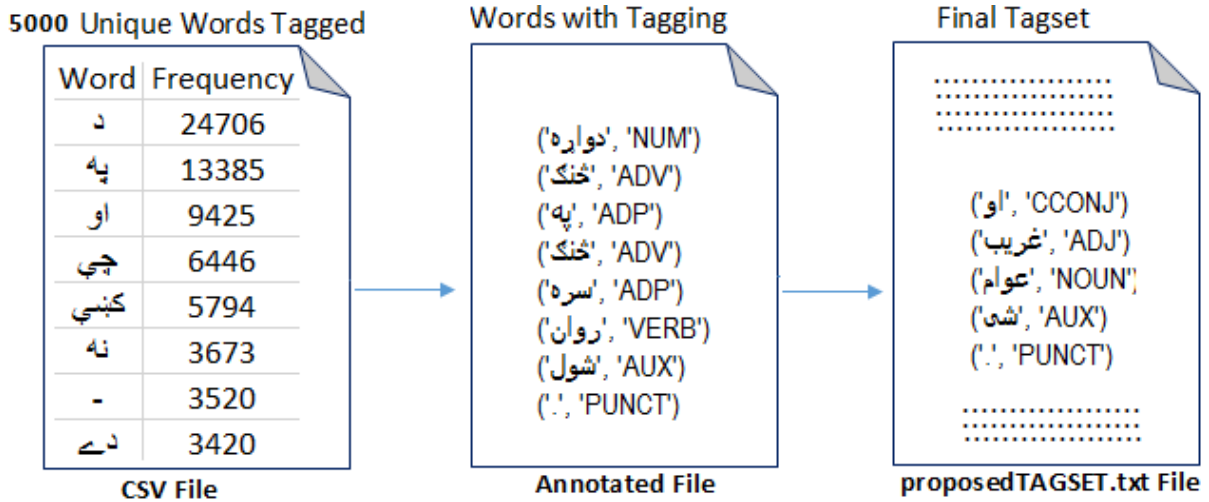 5000 Unique Words Tagged
Word Frequency
د 24706
په 13385
او 9425
چې 6446
کښې 5794
نه 3673
- 3520
دے 3420
CSV File
Words with Tagging
('دواړه', 'NUM')
('څنګ', 'ADV')
('په', 'ADP')
('څنګ', 'ADV')
('سره', 'ADP')
('روان', 'VERB')
('شول', 'AUX')
('.', 'PUNCT')
Annotated File
Final Tagset
('او', 'CCONJ')
('غریب', 'ADJ')
('عوام', 'NOUN')
('شی', 'AUX')
('.', 'PUNCT')
proposedTAGSET.txt File